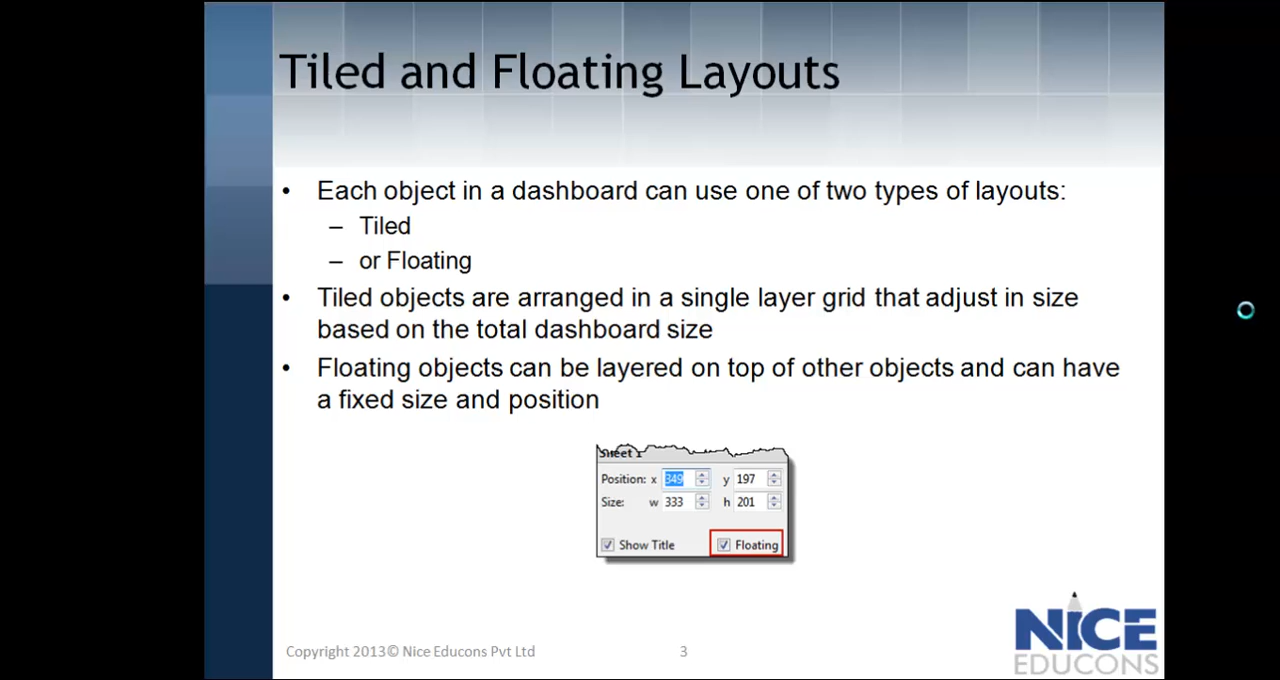 Tiled and Floating Layouts
• Each object in a dashboard can use one of two types of layouts:
– Tiled
– or Floating
• Tiled objects are arranged in a single layer grid that adjust in size
based on the total dashboard size
• Floating objects can be layered on top of other objects and can have
a fixed size and position
Sheet 1
Position: x 349 y 197
Size: w 333 h 201
Show Title Floating
Copyright 2013© Nice Educons Pvt Ltd 3
NICE
EDUCONS